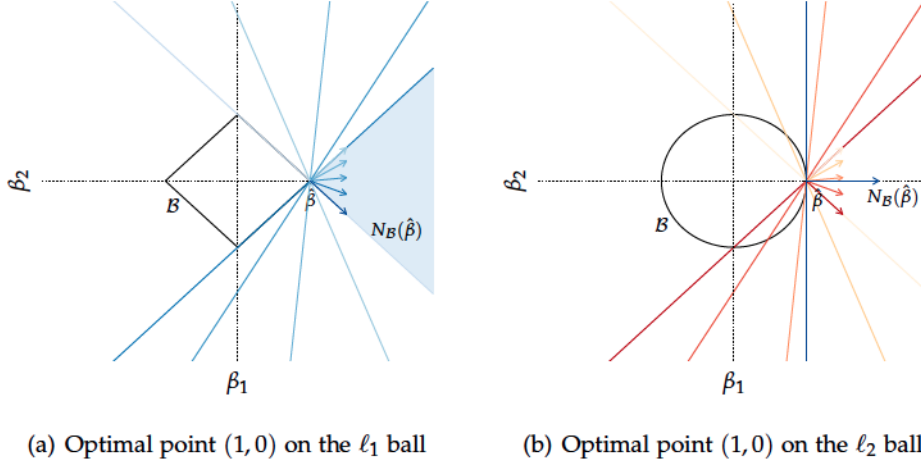 β₂
ℬ
β̂
N_ℬ(β̂)
β₁
(a) Optimal point (1, 0) on the ℓ₁ ball
β₂
ℬ
β̂
N_ℬ(β̂)
β₁
(b) Optimal point (1, 0) on the ℓ₂ ball